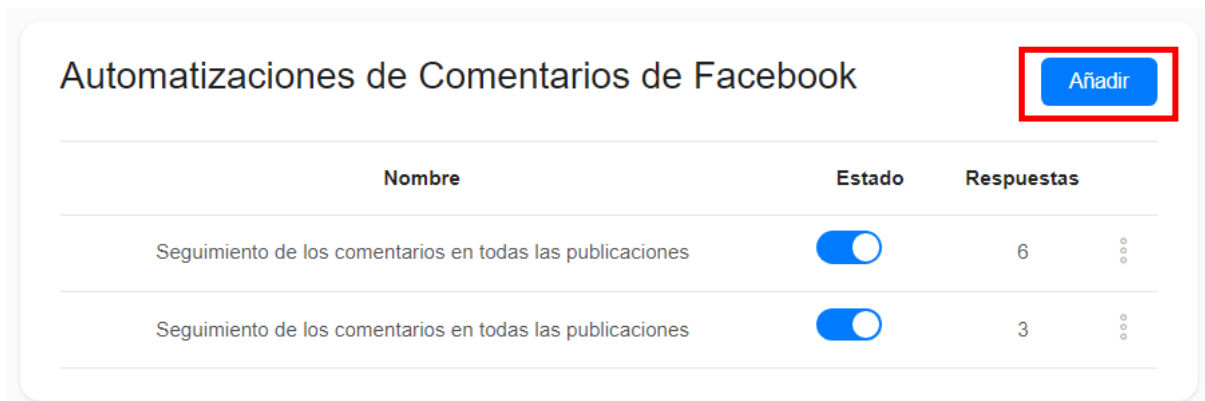 Automatizaciones de Comentarios de Facebook
Añadir
Nombre Estado Respuestas
Seguimiento de los comentarios en todas las publicaciones 6
Seguimiento de los comentarios en todas las publicaciones 3